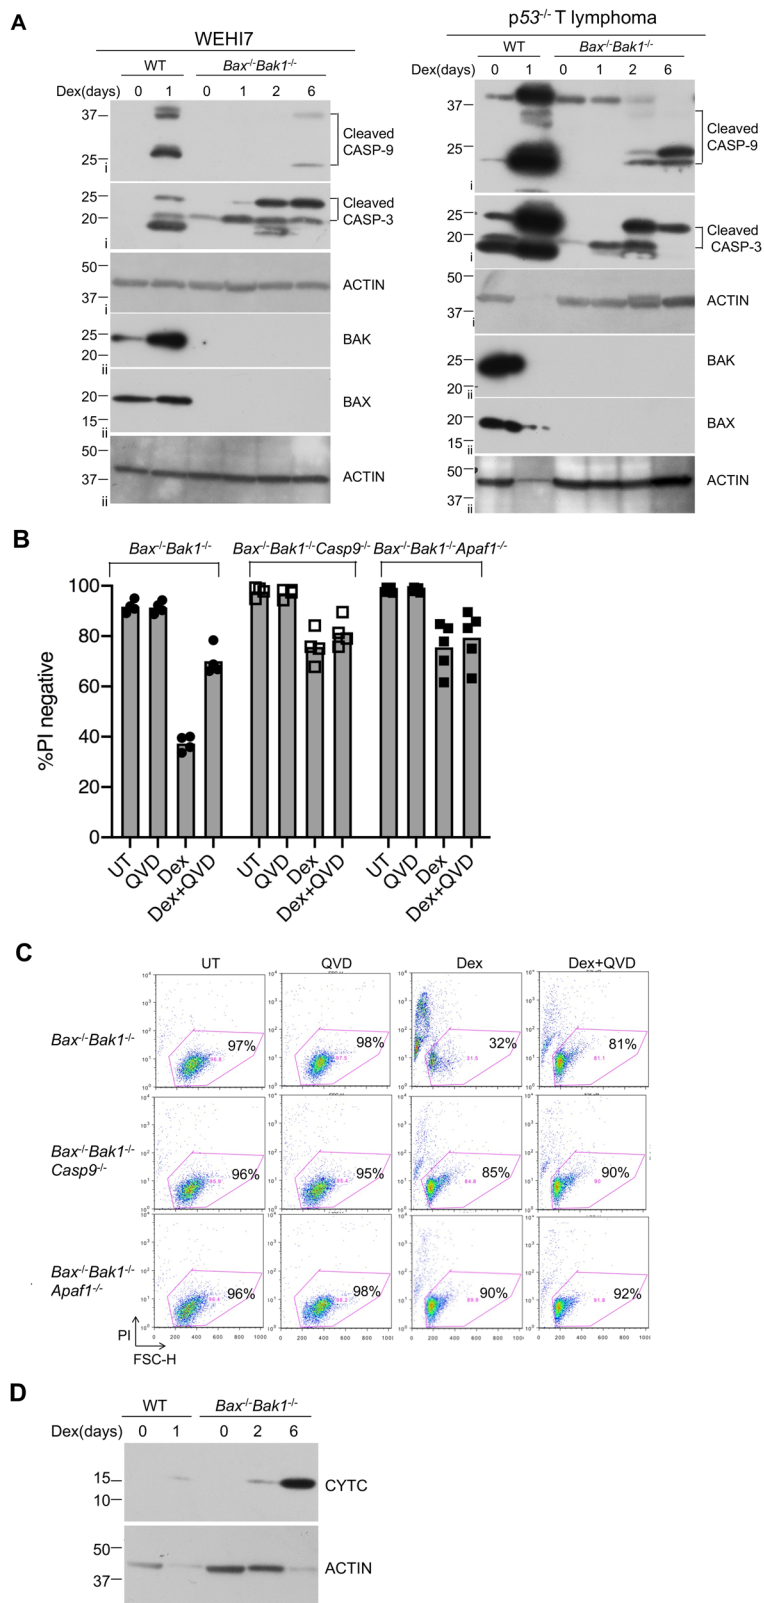 A
WEHI7
p53-/- T lymphoma
WT Bax-/-Bak1-/-
Dex(days) 0 1 0 1 2 6
37
25
i
Cleaved
CASP-9
25
20
i
Cleaved
CASP-3
50
37
i
ACTIN
25
20
ii
BAK
20
15
ii
BAX
50
37
ii
ACTIN
WT Bax-/-Bak1-/-
Dex(days) 0 1 0 1 2 6
37
25
i
Cleaved
CASP-9
25
20
i
Cleaved
CASP-3
50
37
i
ACTIN
25
20
ii
BAK
20
15
ii
BAX
50
37
ii
ACTIN
B
Bax-/-Bak1-/- Bax-/-Bak1-/-Casp9-/- Bax-/-Bak1-/-Apaf1-/-
%PI negative
100
80
60
40
20
0
UT QVD Dex Dex+QVD UT QVD Dex Dex+QVD UT QVD Dex Dex+QVD
C
UT QVD Dex Dex+QVD
Bax-/-Bak1-/-
97% 98% 32% 81%
Bax-/-Bak1-/-
Casp9-/-
96% 95% 85% 90%
Bax-/-Bak1-/-
Apaf1-/-
96% 98% 90% 92%
PI
FSC-H
0 200 400 600 800 1000
D
WT Bax-/-Bak1-/-
Dex(days) 0 1 0 2 6
15
10
CYTC
50
37
ACTIN